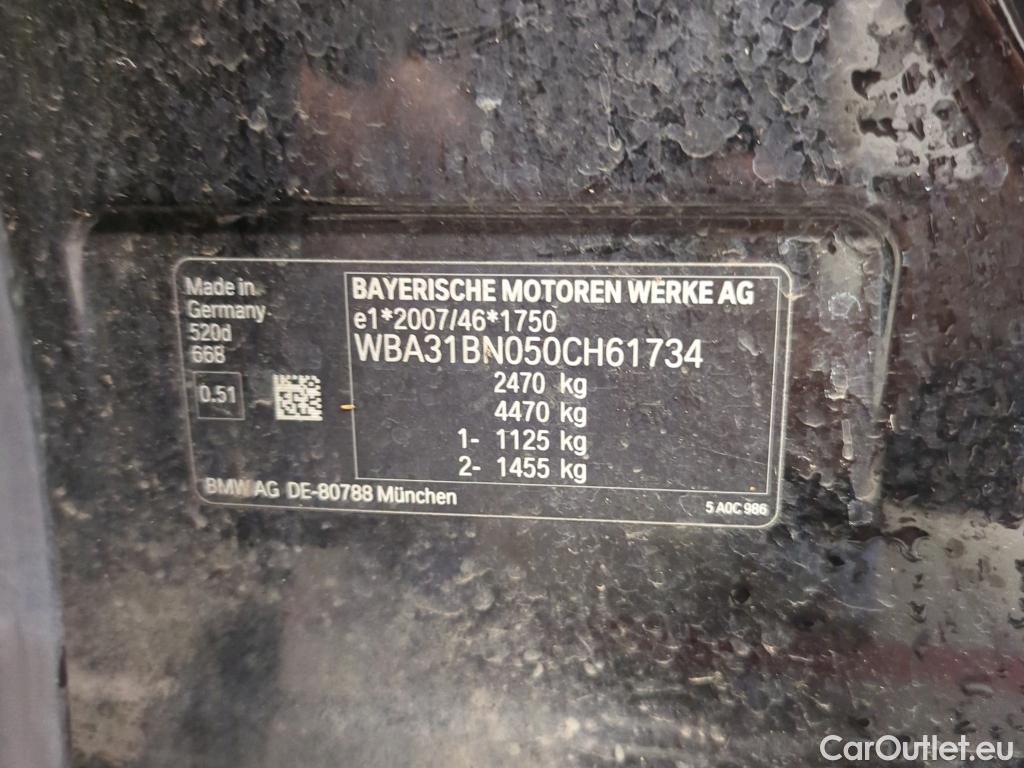 Made in
Germany
520d
668
0.51
BAYERISCHE MOTOREN WERKE AG
e1*2007/46*1750
WBA31BN050CH61734
2470 kg
4470 kg
1- 1125 kg
2- 1455 kg
BMW AG DE-80788 München
5 A0C 986
CarOutlet.eu